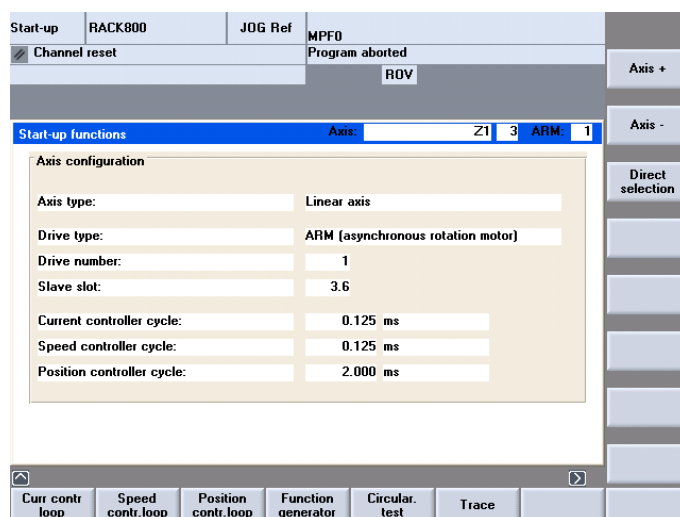 Start-up RACK800 JOG Ref MPF0
Channel reset Program aborted
ROV
Axis +
Start-up functions Axis: Z1 3 ARM: 1
Axis -
Axis configuration
Direct
selection
Axis type: Linear axis
Drive type: ARM (asynchronous rotation motor)
Drive number: 1
Slave slot: 3.6
Current controller cycle: 0.125 ms
Speed controller cycle: 0.125 ms
Position controller cycle: 2.000 ms
Curr contr Speed Position Function Circular. Trace
loop contr.loop contr.loop generator test